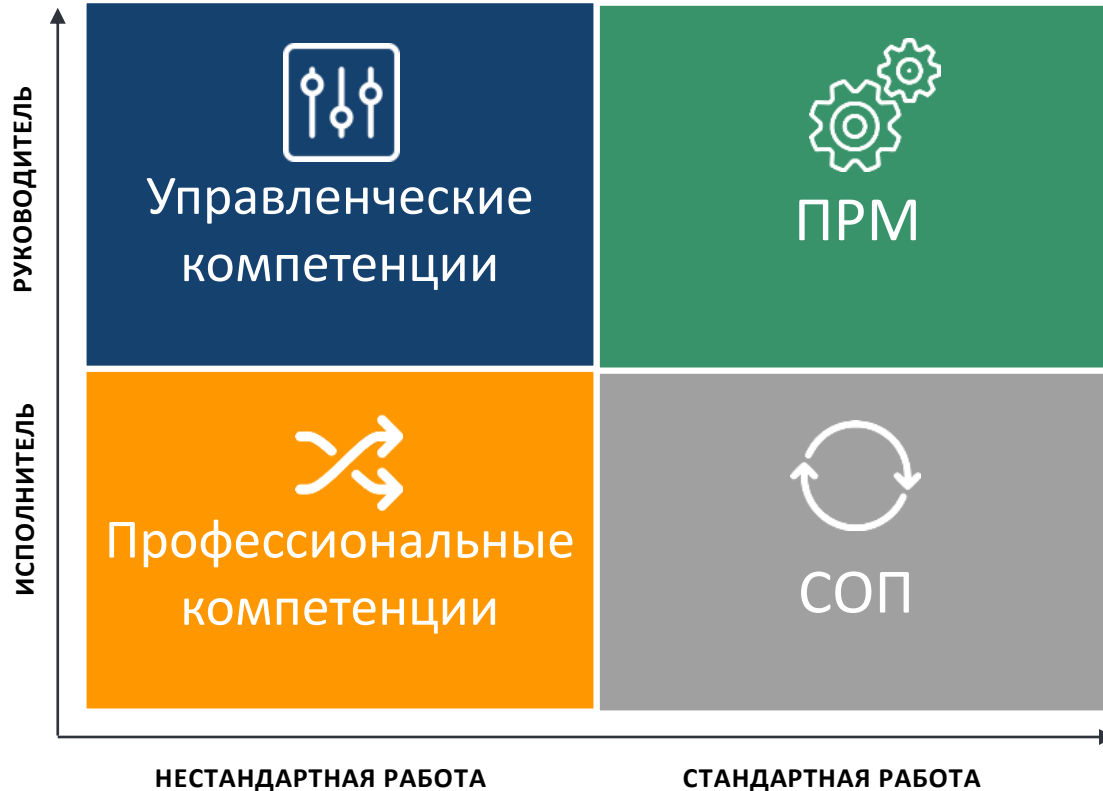 РУКОВОДИТЕЛЬ
Управленческие
компетенции
ПРМ
ИСПОЛНИТЕЛЬ
Профессиональные
компетенции
СОП
НЕСТАНДАРТНАЯ РАБОТА
СТАНДАРТНАЯ РАБОТА